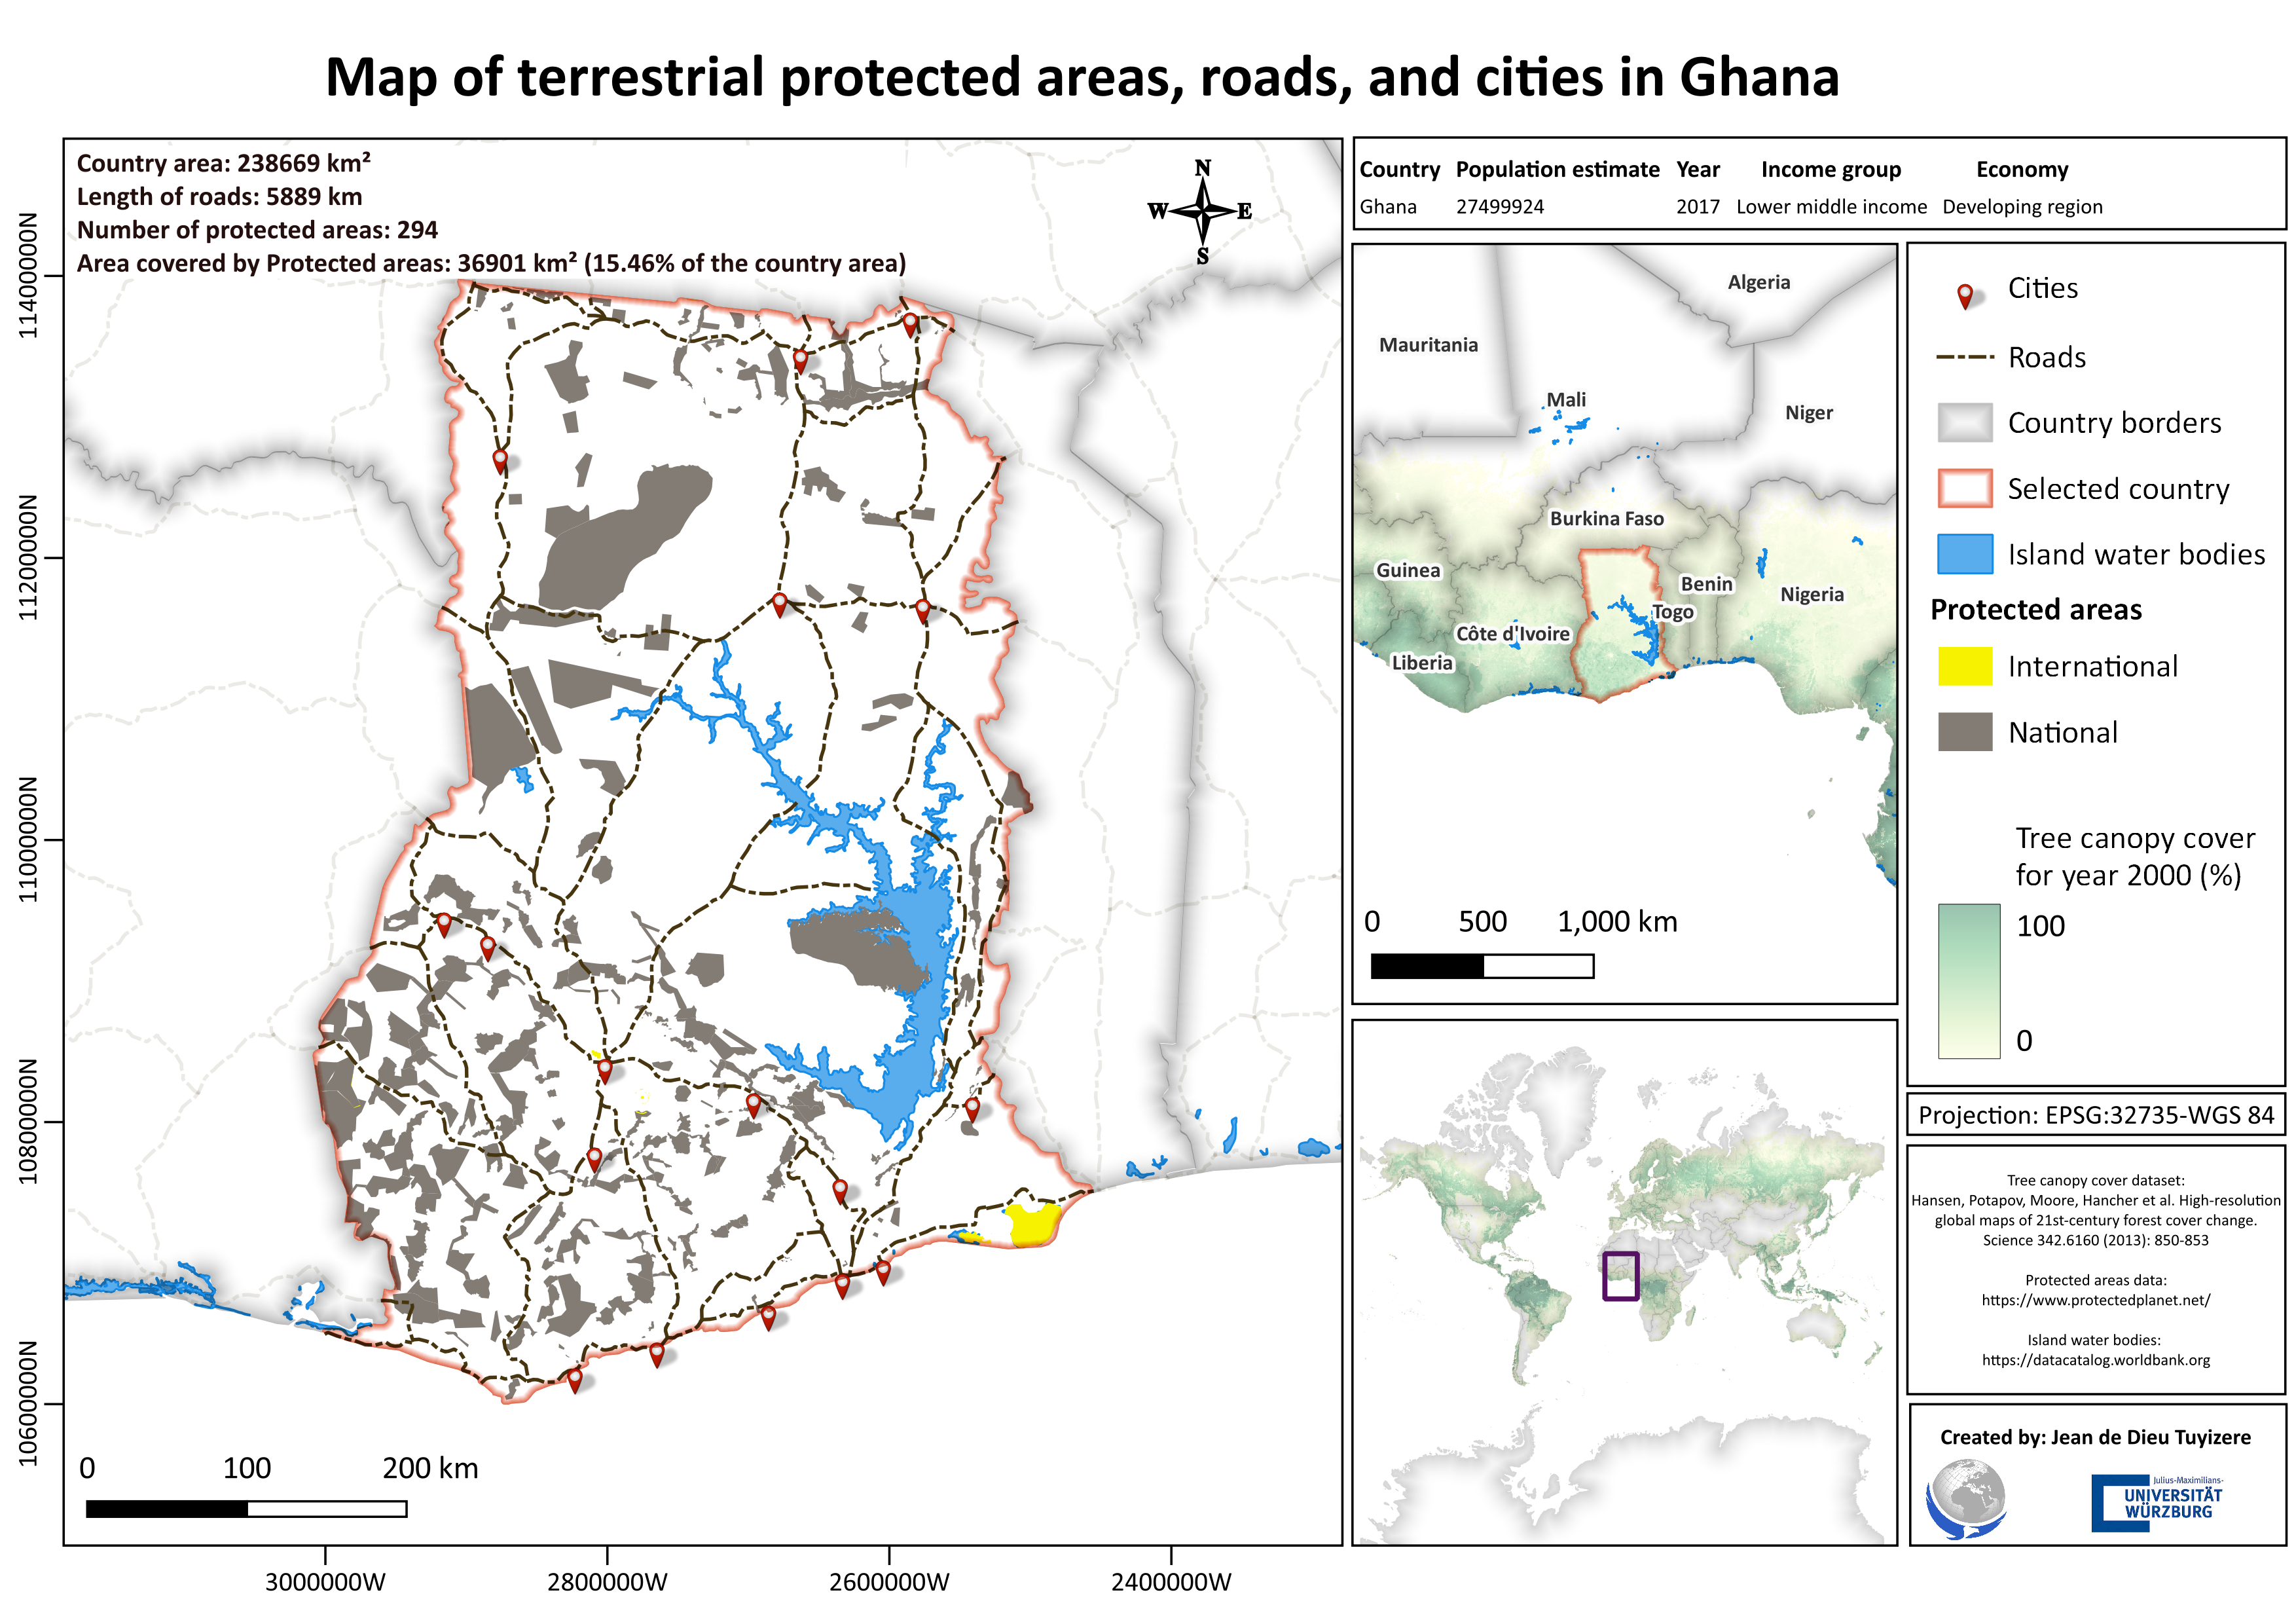 Map of terrestrial protected areas, roads, and cities in Ghana
Country area: 238669 km²
Length of roads: 5889 km
Number of protected areas: 294
Area covered by Protected areas: 36901 km² (15.46% of the country area)
N
W E
S
11400000N
11200000N
11000000N
10800000N
10600000N
0 100 200 km
3000000W 2800000W 2600000W 2400000W
Country Population estimate Year Income group Economy
Ghana 27499924 2017 Lower middle income Developing region
Algeria
Mauritania
Mali
Niger
Burkina Faso
Guinea
Benin
Nigeria
Togo
Côte d'Ivoire
Liberia
0 500 1,000 km
Cities
Roads
Country borders
Selected country
Island water bodies
Protected areas
International
National
Tree canopy cover
for year 2000 (%)
100
0
Projection: EPSG:32735-WGS 84
Tree canopy cover dataset:
Hansen, Potapov, Moore, Hancher et al. High-resolution
global maps of 21st-century forest cover change.
Science 342.6160 (2013): 850-853
Protected areas data:
https://www.protectedplanet.net/
Island water bodies:
https://datacatalog.worldbank.org
Created by: Jean de Dieu Tuyizere
Julius-Maximilians-
UNIVERSITÄT
WÜRZBURG